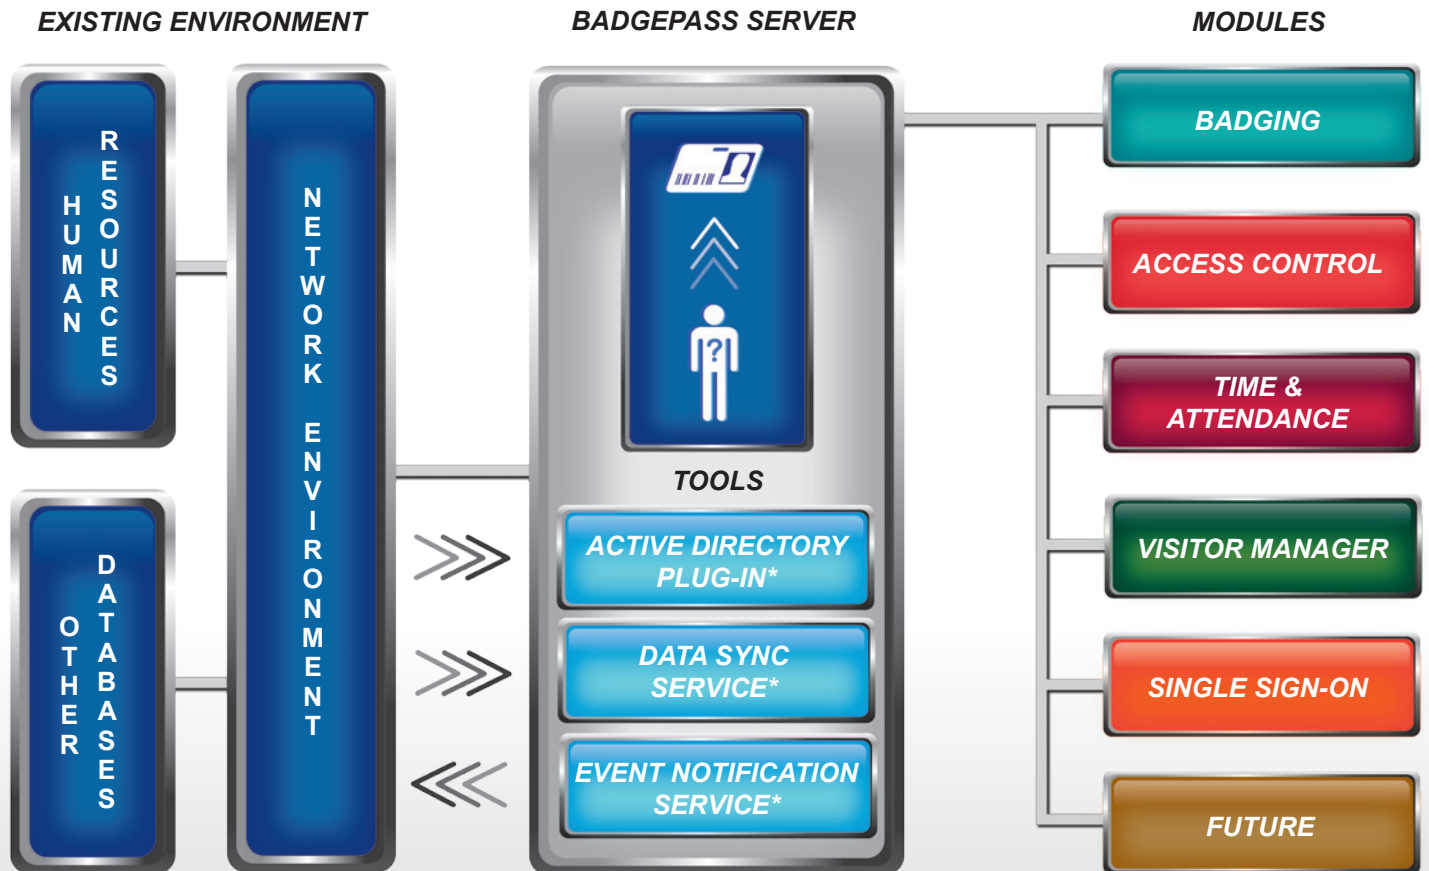 EXISTING ENVIRONMENT
BADGEPASS SERVER
MODULES
HUMAN
RESOURCES
OTHER
DATABASES
NETWORK ENVIRONMENT
?
TOOLS
ACTIVE DIRECTORY
PLUG-IN*
DATA SYNC
SERVICE*
EVENT NOTIFICATION
SERVICE*
BADGING
ACCESS CONTROL
TIME &
ATTENDANCE
VISITOR MANAGER
SINGLE SIGN-ON
FUTURE